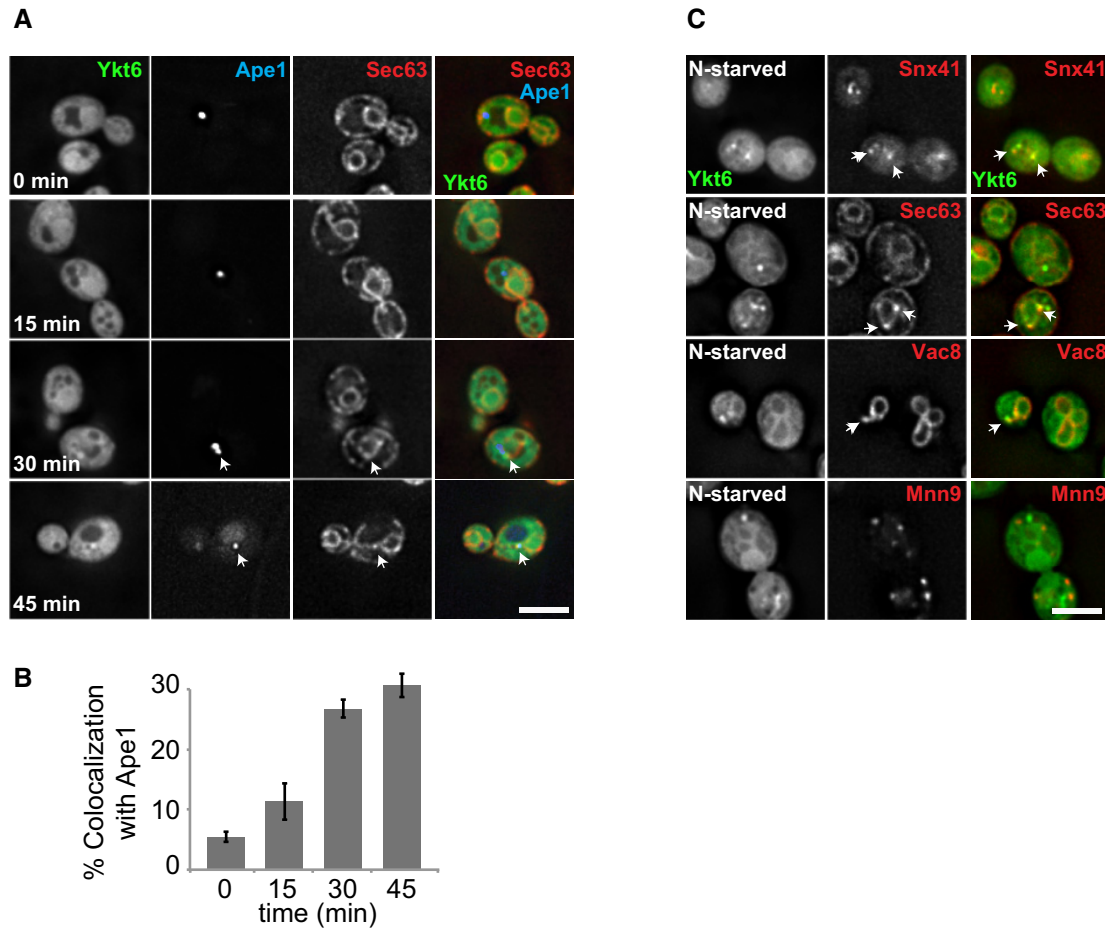 A
Ykt6
Ape1
Sec63
Sec63
Ape1
Ykt6
0 min
15 min
30 min
45 min
B
% Colocalization
with Ape1
30
20
10
0
0 15 30 45
time (min)
C
N-starved
Snx41
Snx41
Ykt6
Ykt6
N-starved
Sec63
Sec63
N-starved
Vac8
Vac8
N-starved
Mnn9
Mnn9